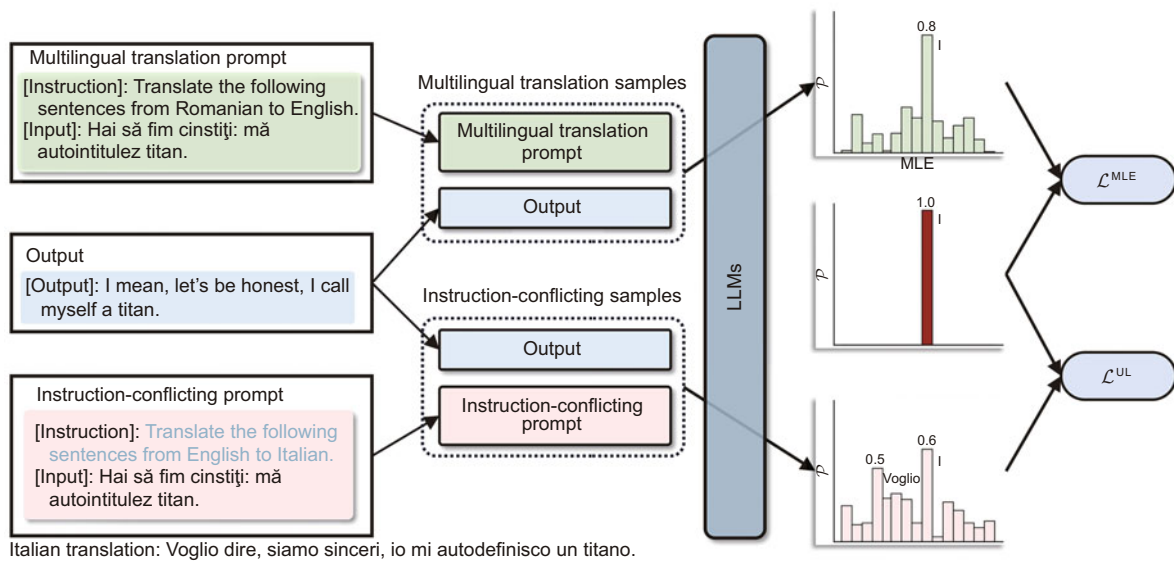 Multilingual translation prompt
[Instruction]: Translate the following
sentences from Romanian to English.
[Input]: Hai să fim cinstiţi: mă
autointitulez titan.
Output
[Output]: I mean, let's be honest, I call
myself a titan.
Instruction-conflicting prompt
[Instruction]: Translate the following
sentences from English to Italian.
[Input]: Hai să fim cinstiţi: mă
autointitulez titan.
Italian translation: Voglio dire, siamo sinceri, io mi autodefinisco un titano.
Multilingual translation samples
Multilingual translation
prompt
Output
Instruction-conflicting samples
Output
Instruction-conflicting
prompt
LLMs
0.8
I
𝒫
MLE
1.0
I
𝒫
0.6
0.5
I
Voglio
𝒫
ℒMLE
ℒUL